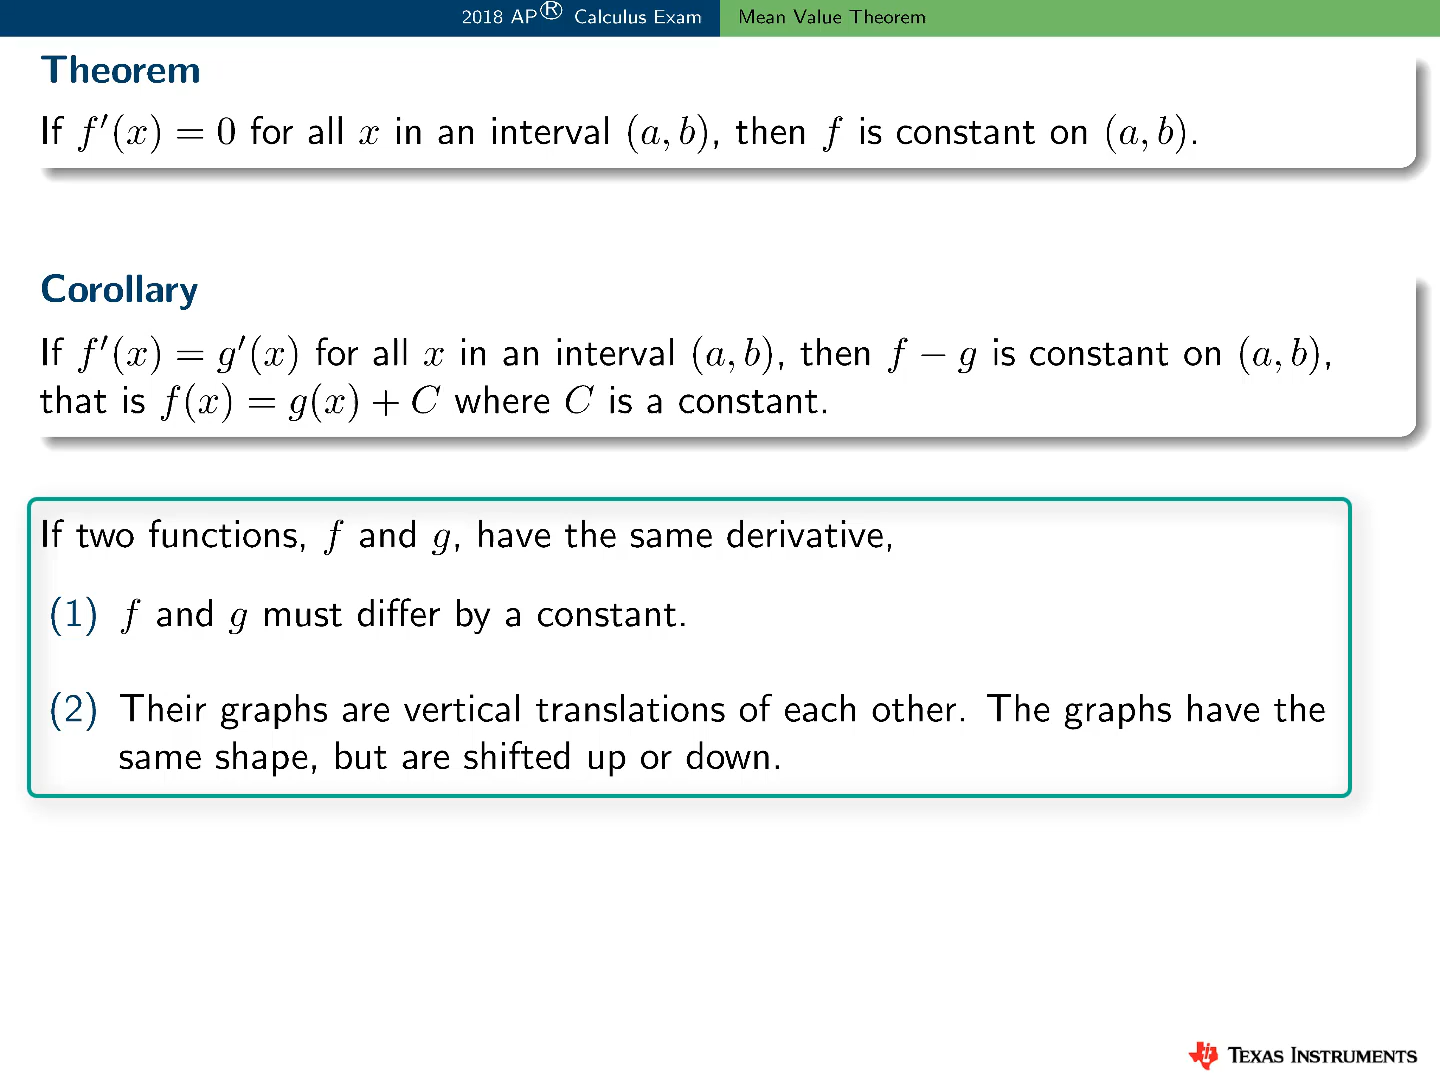 2018 AP® Calculus Exam
Mean Value Theorem
Theorem
If f′(x) = 0 for all x in an interval (a, b), then f is constant on (a, b).
Corollary
If f′(x) = g′(x) for all x in an interval (a, b), then f − g is constant on (a, b),
that is f(x) = g(x) + C where C is a constant.
If two functions, f and g, have the same derivative,
(1) f and g must differ by a constant.
(2) Their graphs are vertical translations of each other. The graphs have the
same shape, but are shifted up or down.
TEXAS INSTRUMENTS